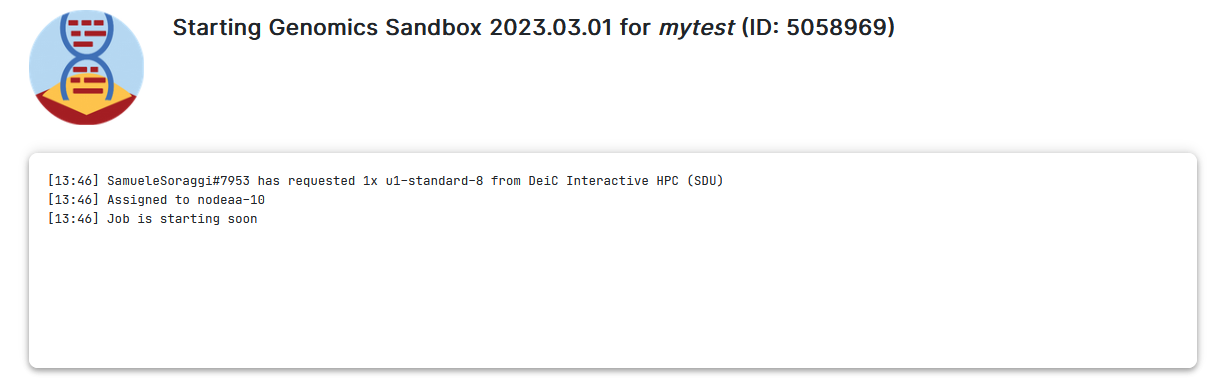 Starting Genomics Sandbox 2023.03.01 for mytest (ID: 5058969)
[13:46] SamueleSoraggi#7953 has requested 1x u1-standard-8 from DeiC Interactive HPC (SDU)
[13:46] Assigned to nodeaa-10
[13:46] Job is starting soon